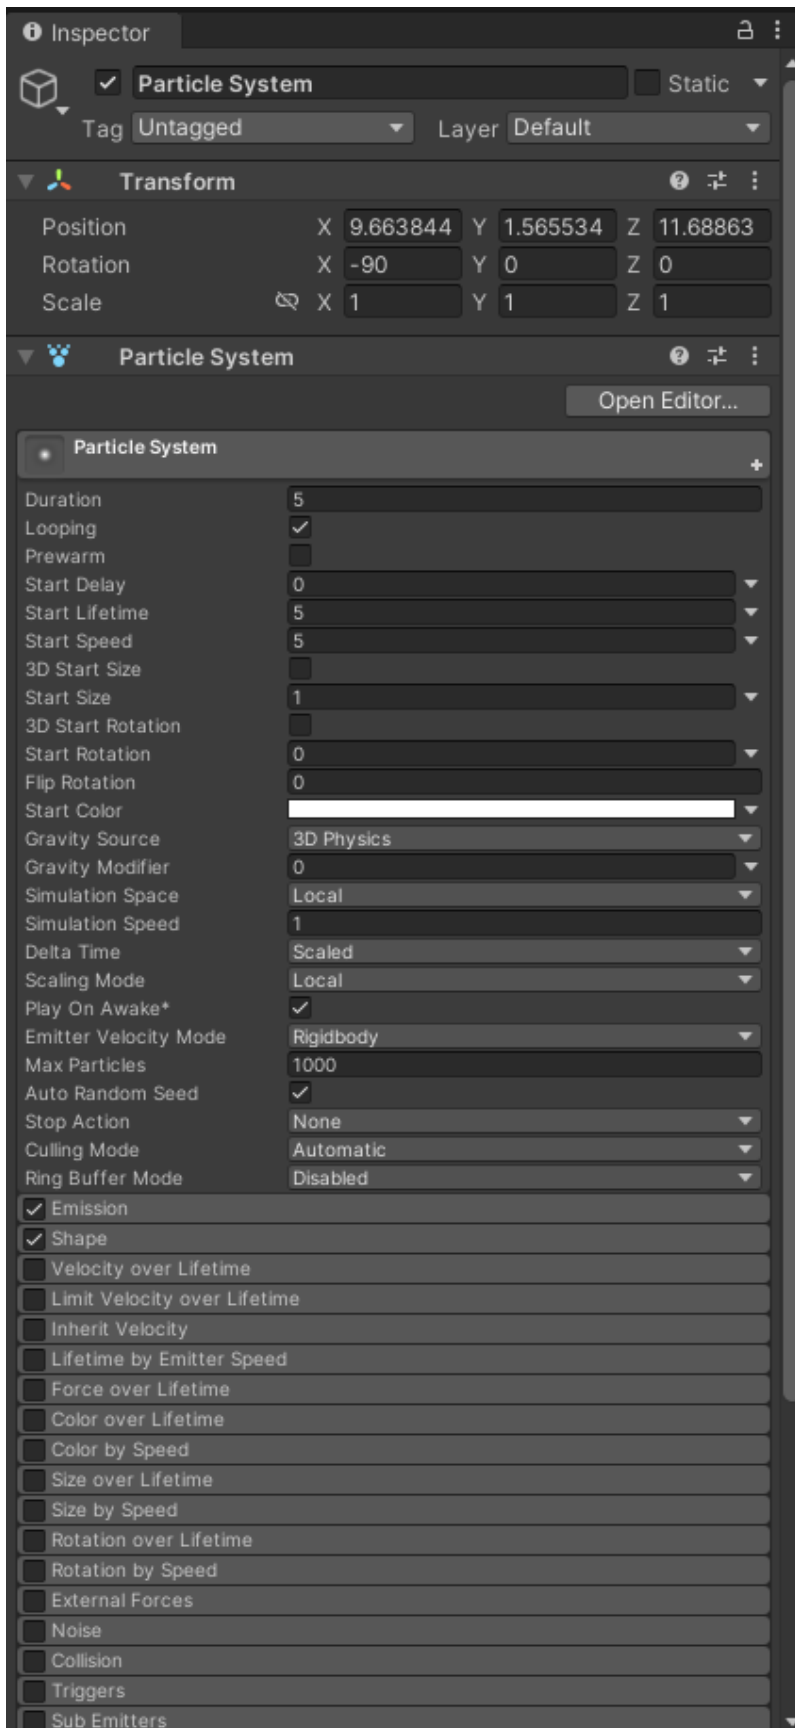 Inspector
Particle System Static
Tag Untagged Layer Default
Transform
Position X 9.663844 Y 1.565534 Z 11.68863
Rotation X -90 Y 0 Z 0
Scale X 1 Y 1 Z 1
Particle System
Open Editor...
Particle System
Duration 5
Looping
Prewarm
Start Delay 0
Start Lifetime 5
Start Speed 5
3D Start Size
Start Size 1
3D Start Rotation
Start Rotation 0
Flip Rotation 0
Start Color
Gravity Source 3D Physics
Gravity Modifier 0
Simulation Space Local
Simulation Speed 1
Delta Time Scaled
Scaling Mode Local
Play On Awake*
Emitter Velocity Mode Rigidbody
Max Particles 1000
Auto Random Seed
Stop Action None
Culling Mode Automatic
Ring Buffer Mode Disabled
Emission
Shape
Velocity over Lifetime
Limit Velocity over Lifetime
Inherit Velocity
Lifetime by Emitter Speed
Force over Lifetime
Color over Lifetime
Color by Speed
Size over Lifetime
Size by Speed
Rotation over Lifetime
Rotation by Speed
External Forces
Noise
Collision
Triggers
Sub Emitters